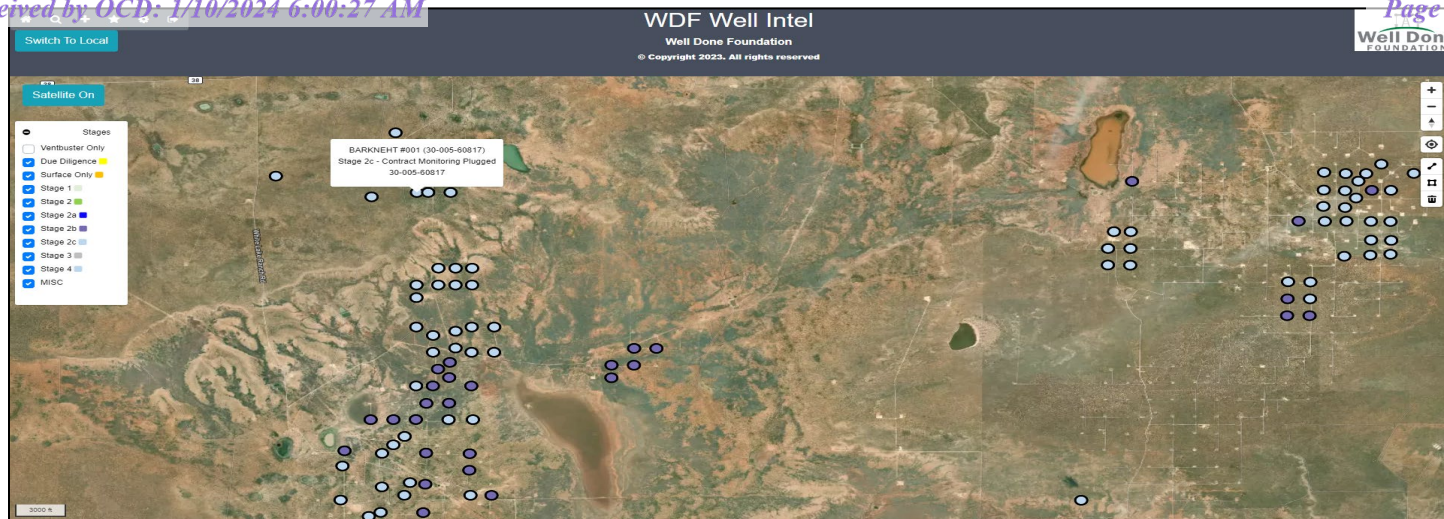 eived by OCD: 1/10/2024 6:00:27 AM
Page
WDF Well Intel
Switch To Local
Well Done Foundation
© Copyright 2023. All rights reserved
Well Don
FOUNDATION
38
Satellite On
Stages
Ventbuster Only
Due Diligence
Surface Only
Stage 1
Stage 2
Stage 2a
Stage 2b
Stage 2c
Stage 3
Stage 4
MISC
BARKNEHT #001 (30-005-60817)
Stage 2c - Contract Monitoring Plugged
30-005-60817
3000 ft